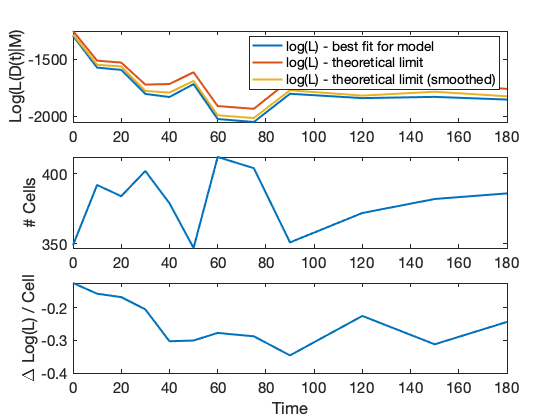 Log(L(D(t)|M)
-1500
-2000
log(L) - best fit for model
log(L) - theoretical limit
log(L) - theoretical limit (smoothed)
0 20 40 60 80 100 120 140 160 180
# Cells
400
350
0 20 40 60 80 100 120 140 160 180
Δ Log(L) / Cell
-0.2
-0.3
-0.4
0 20 40 60 80 100 120 140 160 180
Time